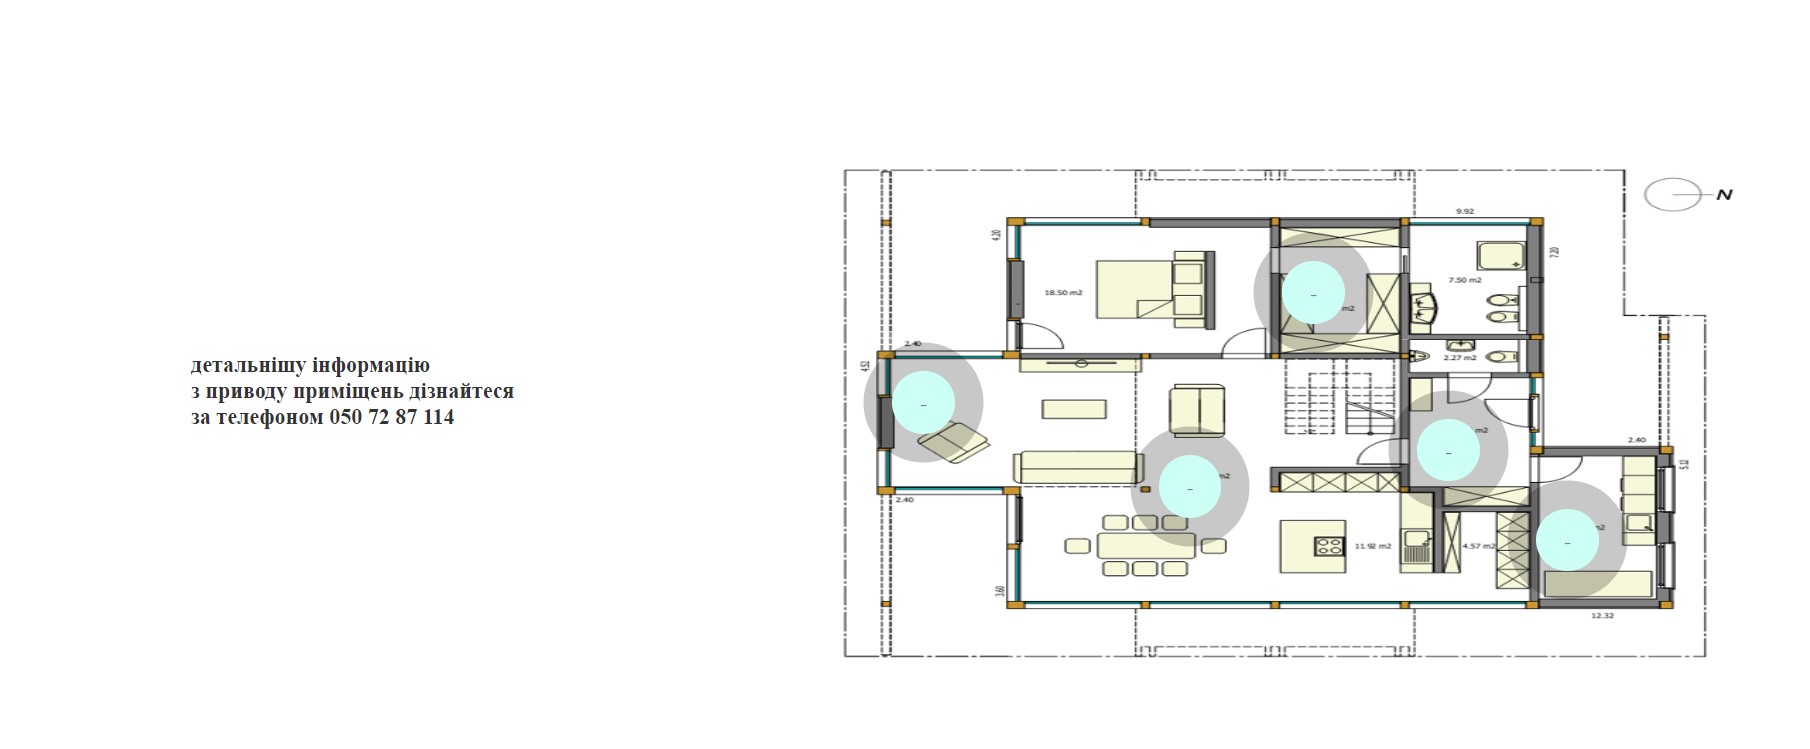 детальнішу інформацію
з приводу приміщень дізнайтеся
за телефоном 050 72 87 114
N
9.92
4.20
7.20
18.50 m2
7.50 m2
m2
2.40
4.52
2.27 m2
m2
2.40
5.12
m2
2.40
11.92 m2
4.57 m2
3.60
12.32